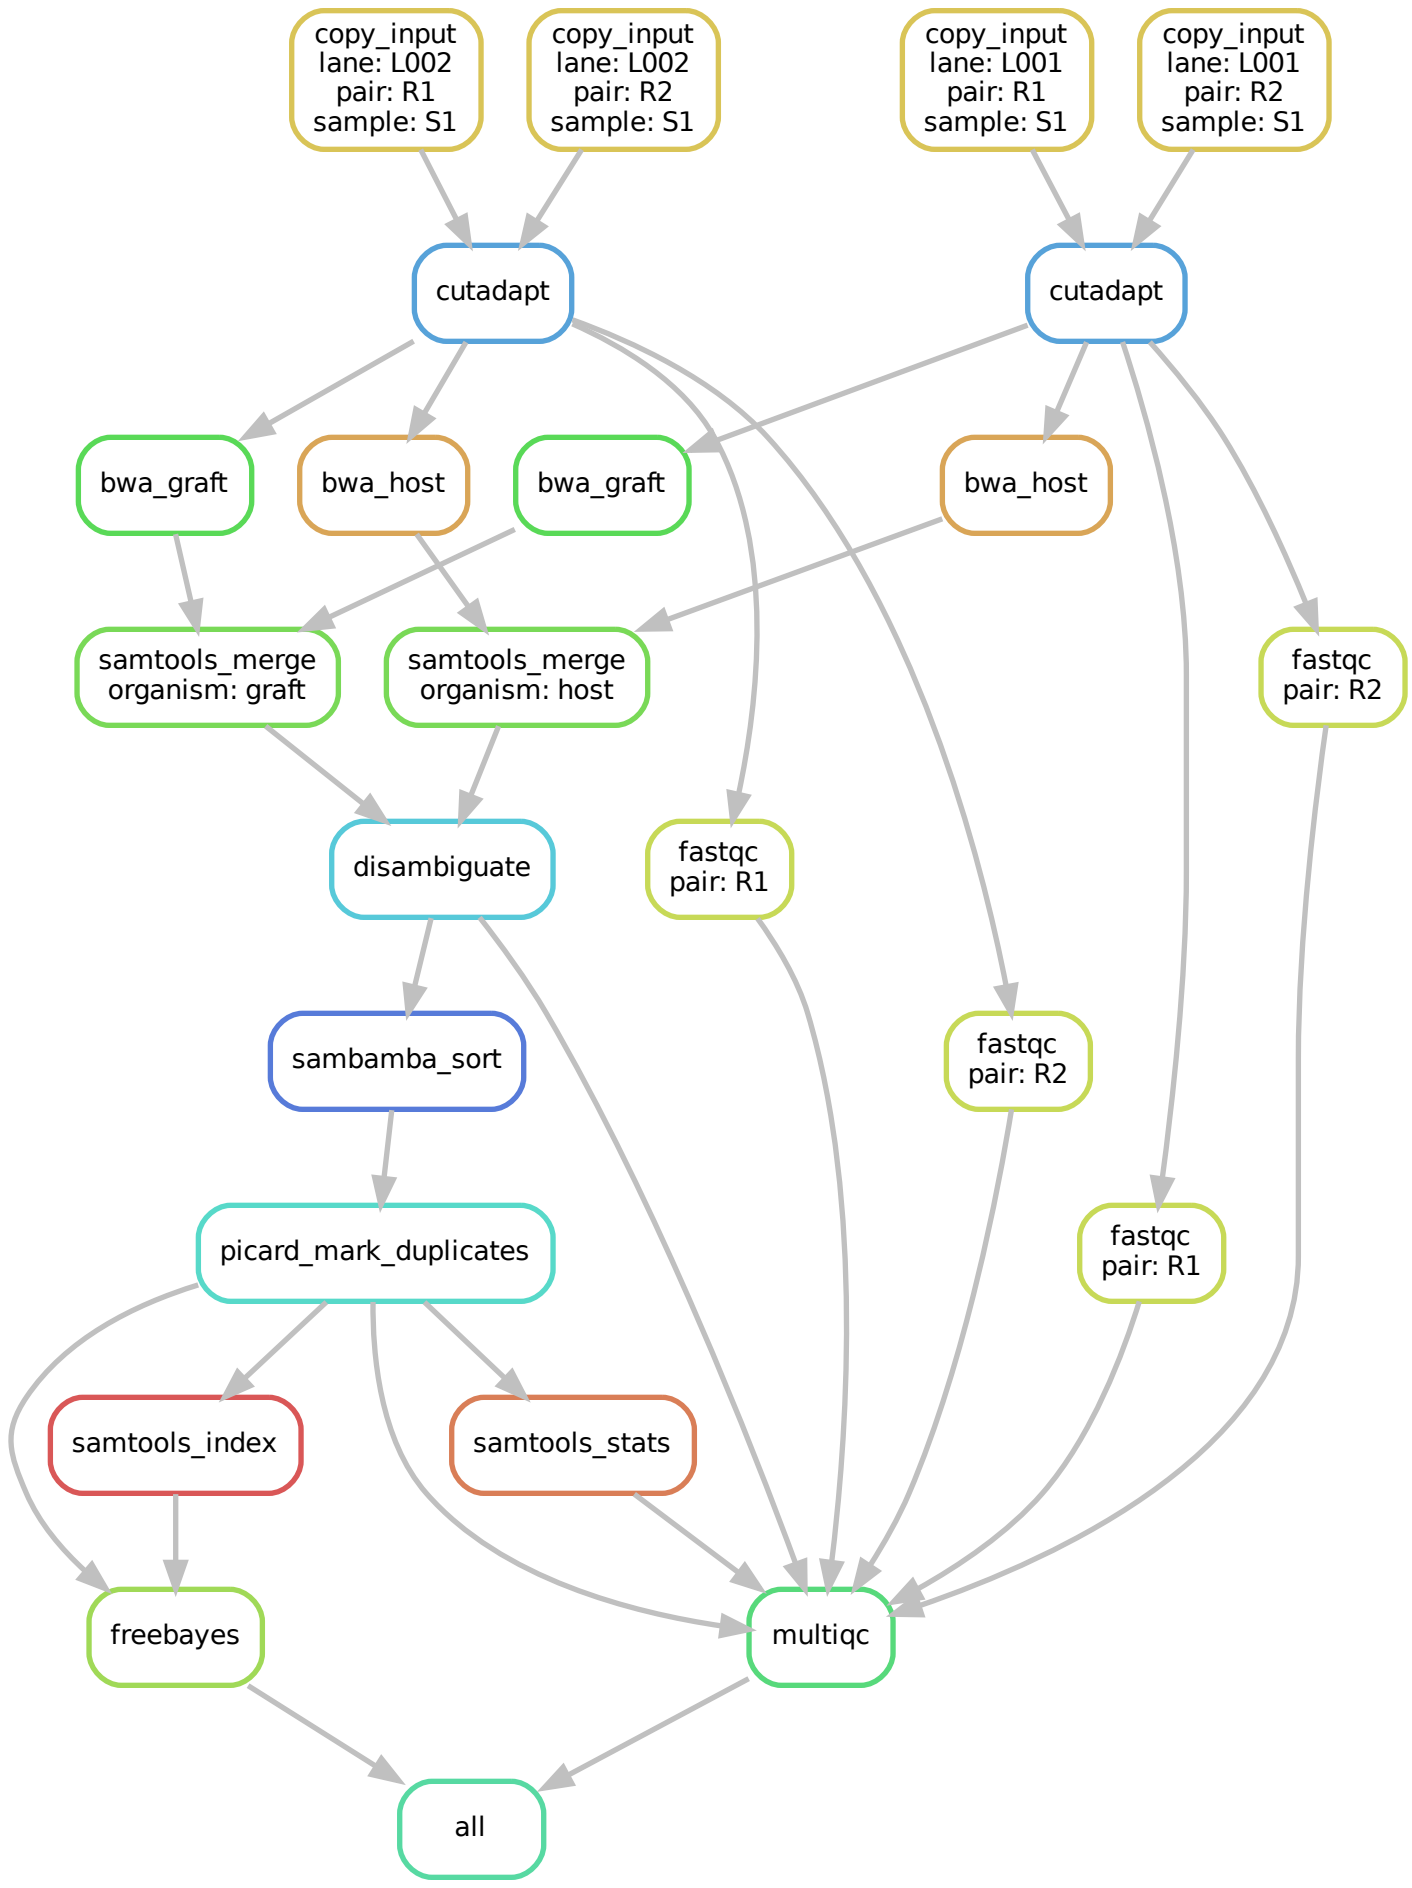 copy_input
lane: L002
pair: R1
sample: S1
copy_input
lane: L002
pair: R2
sample: S1
copy_input
lane: L001
pair: R1
sample: S1
copy_input
lane: L001
pair: R2
sample: S1
cutadapt
cutadapt
bwa_graft
bwa_host
bwa_graft
bwa_host
samtools_merge
organism: graft
samtools_merge
organism: host
fastqc
pair: R2
disambiguate
fastqc
pair: R1
sambamba_sort
fastqc
pair: R2
picard_mark_duplicates
fastqc
pair: R1
samtools_index
samtools_stats
freebayes
multiqc
all